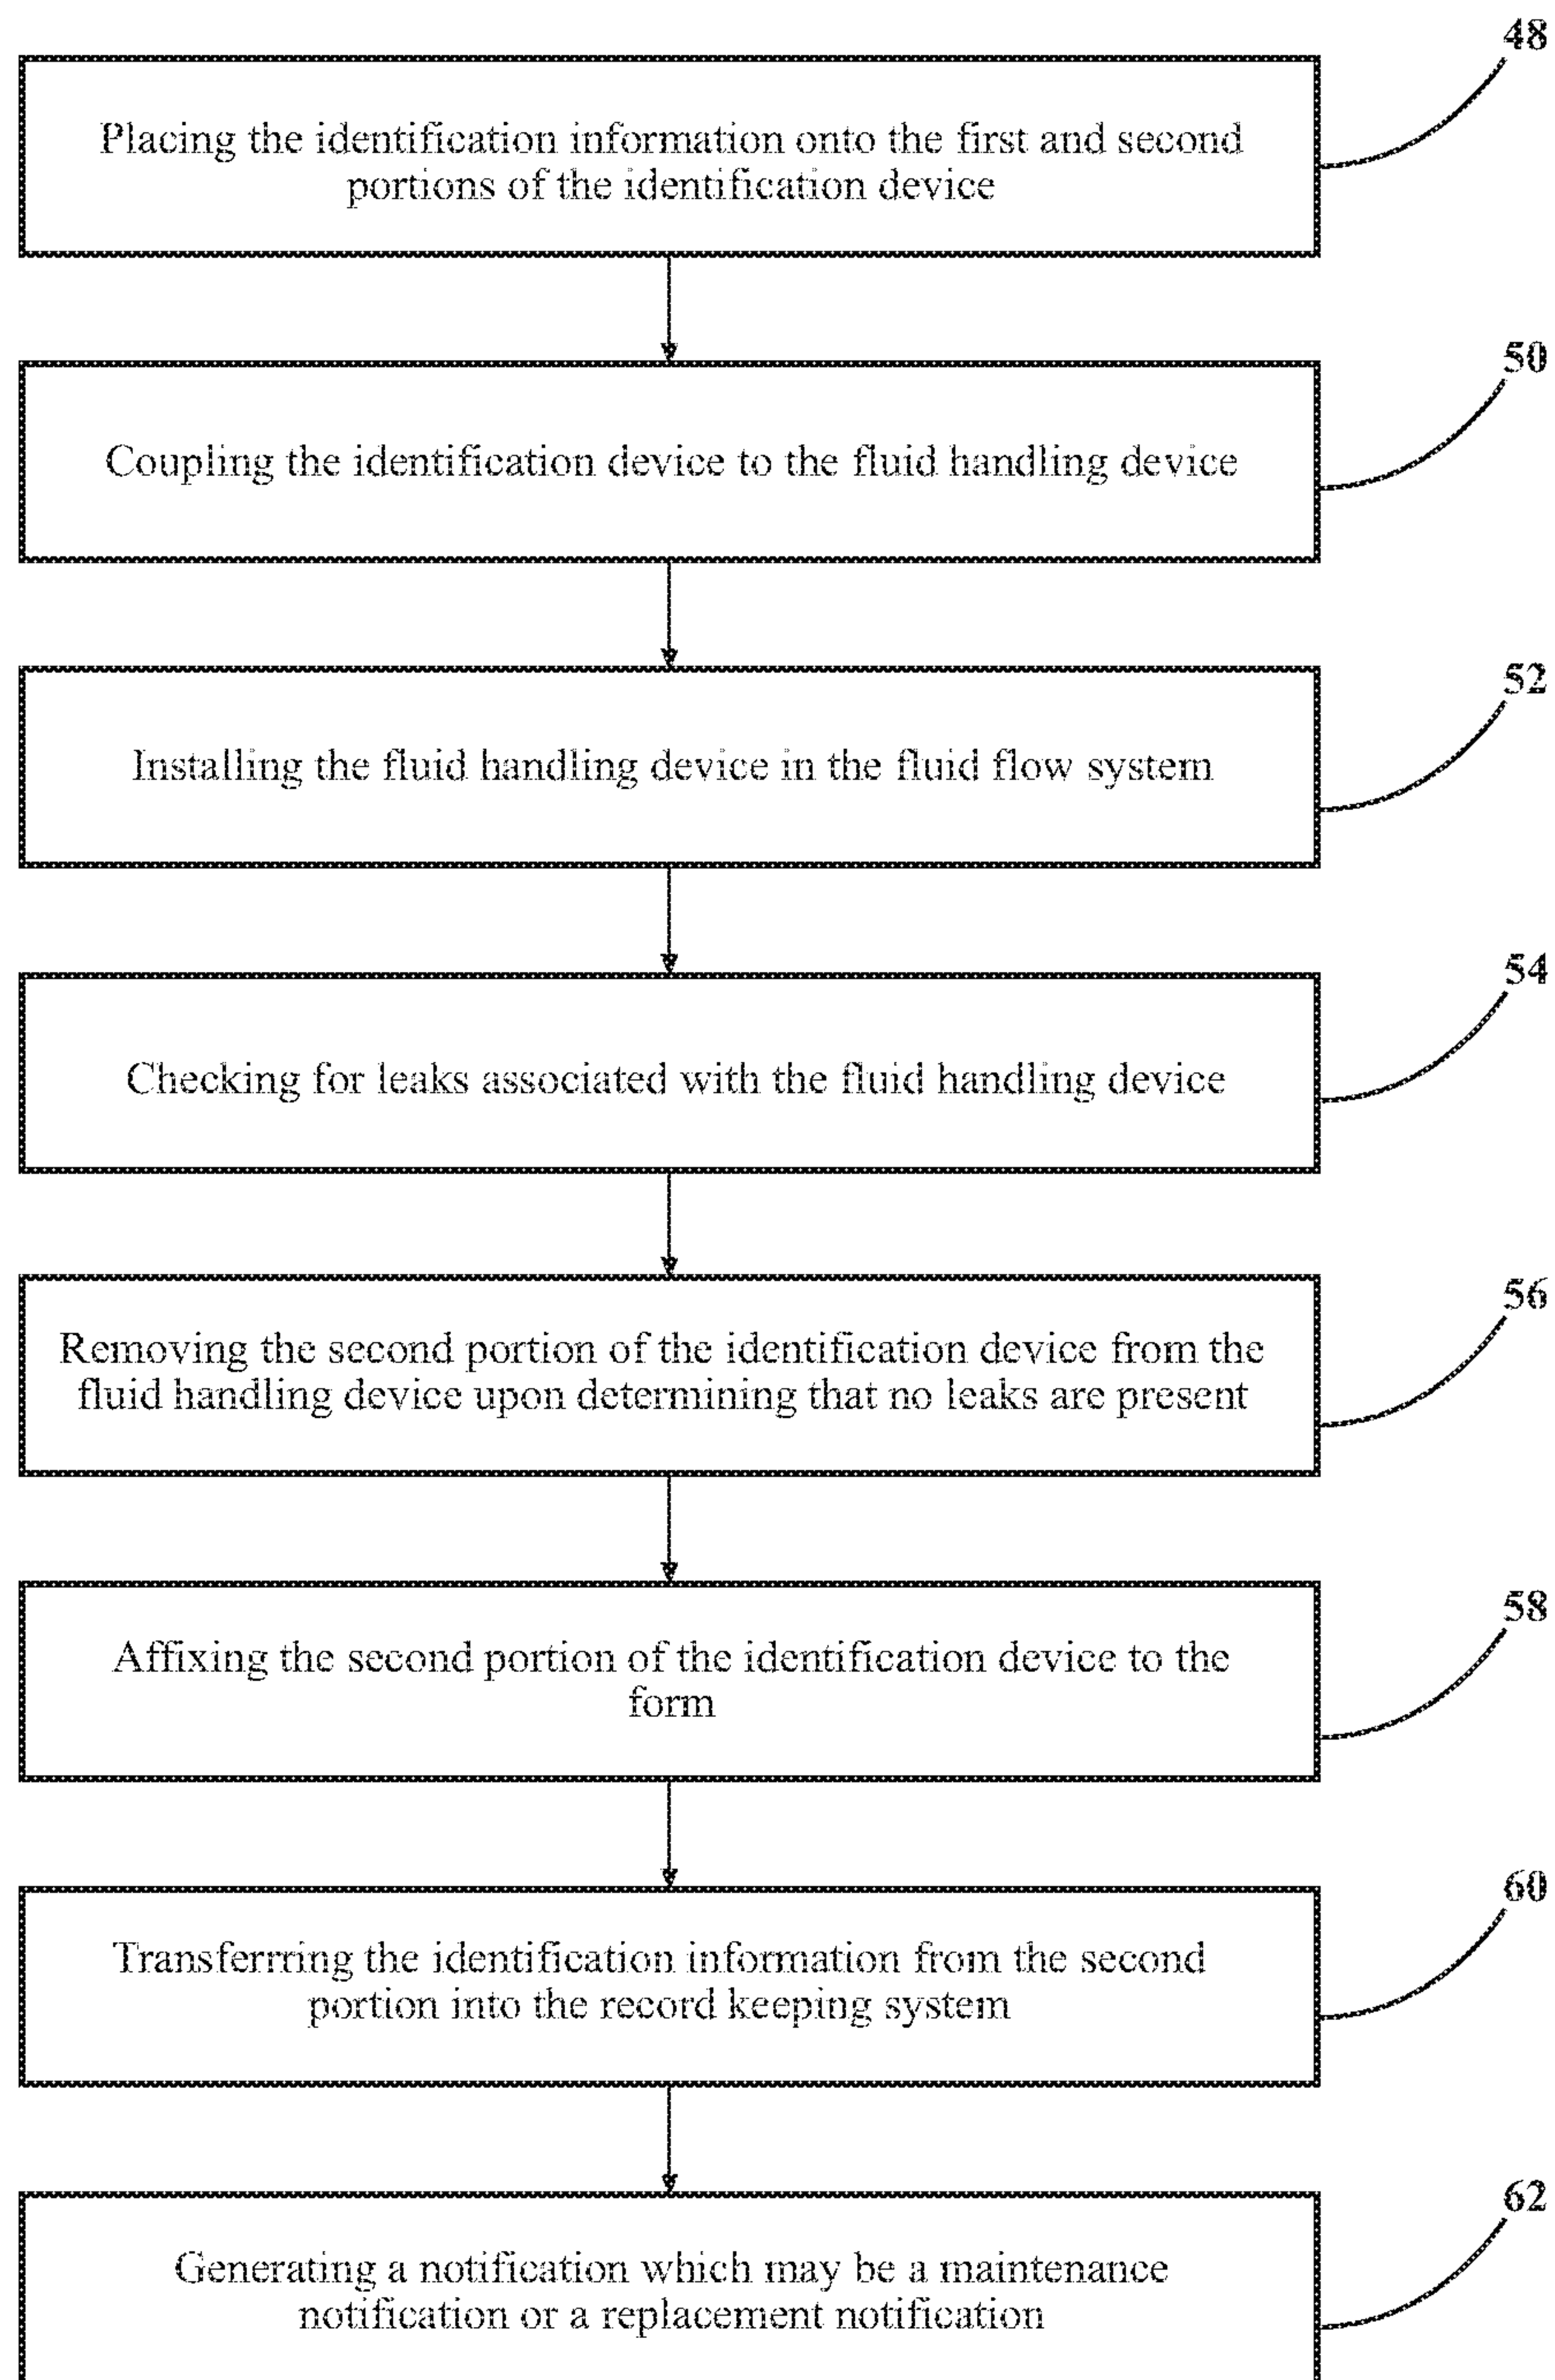 48
Placing the identification information onto the first and second
portions of the identification device
50
Coupling the identification device to the fluid handling device
52
Installing the fluid handling device in the fluid flow system
54
Checking for leaks associated with the fluid handling device
56
Removing the second portion of the identification device from the
fluid handling device upon determining that no leaks are present
58
Affixing the second portion of the identification device to the
form
60
Transferrring the identification information from the second
portion into the record keeping system
62
Generating a notification which may be a maintenance
notification or a replacement notification